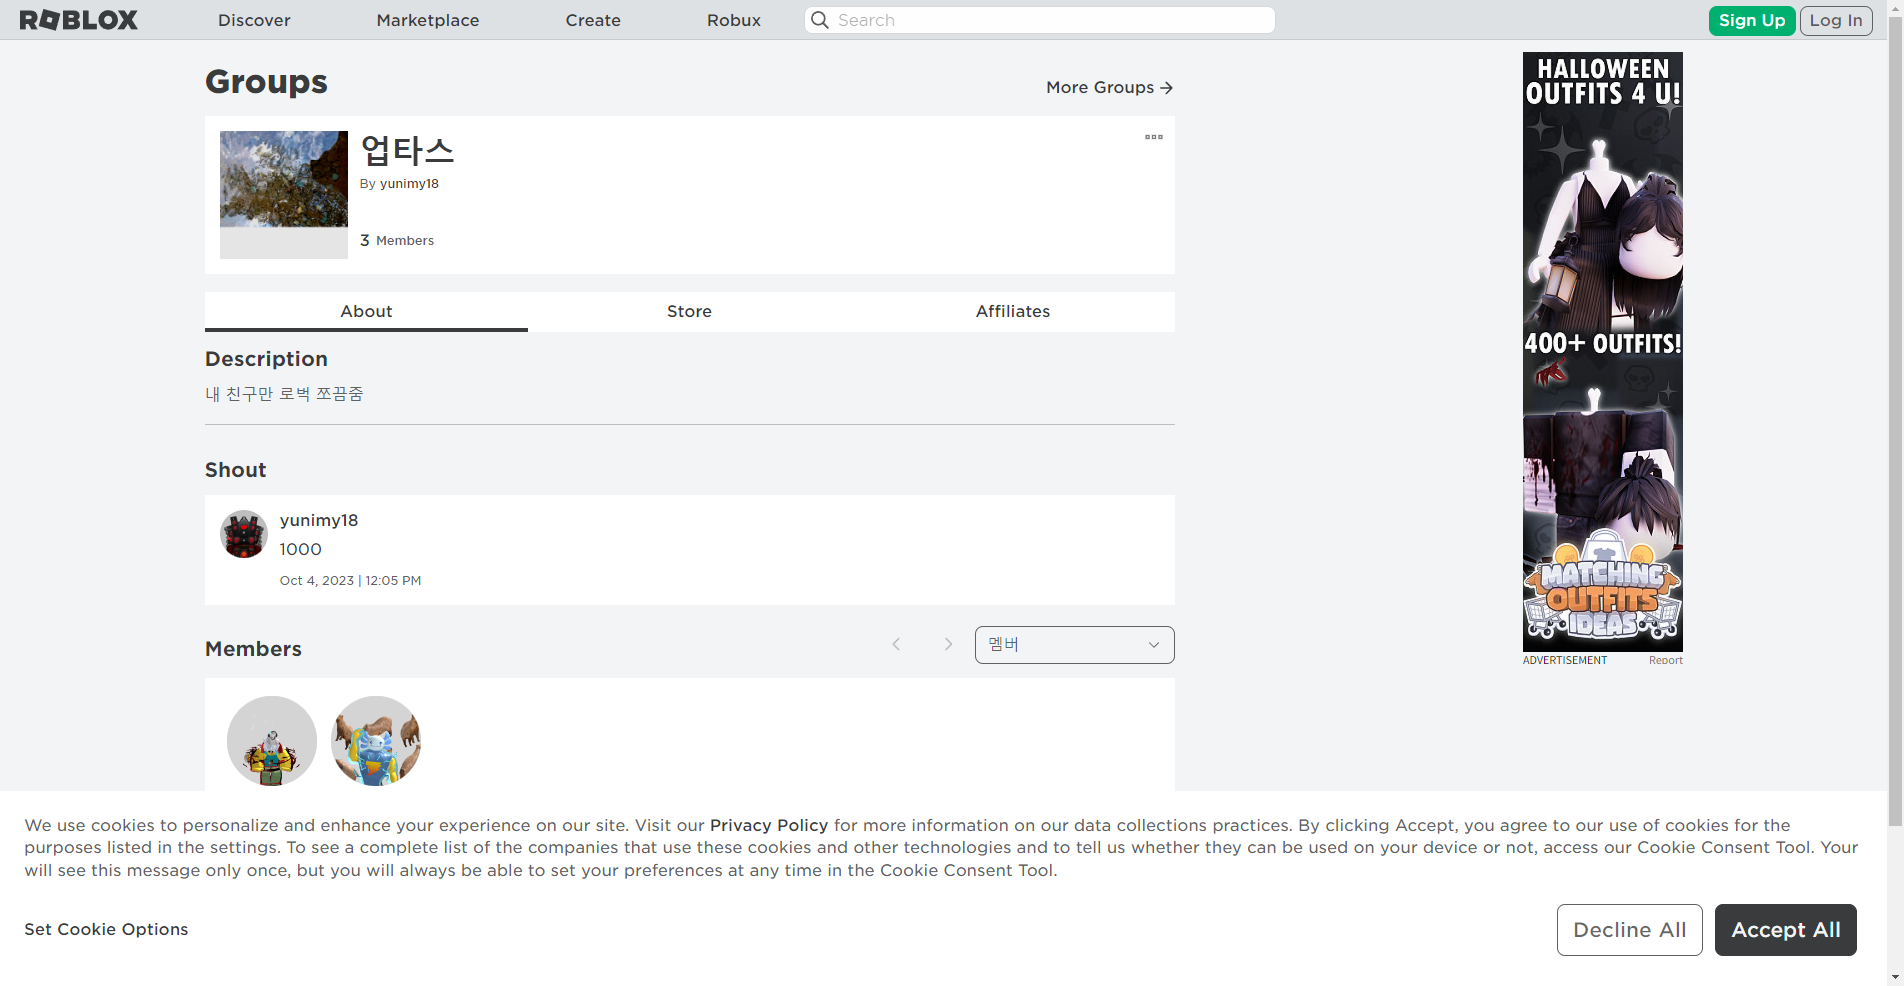 ROBLOX
Discover
Marketplace
Create
Robux
Search
Sign Up
Log In
Groups
More Groups →
업타스
By yunimy18
3 Members
About
Store
Affiliates
Description
내 친구만 로벅 쪼끔줌
Shout
yunimy18
1000
Oct 4, 2023 | 12:05 PM
Members
멤버
HALLOWEEN
OUTFITS 4 U!
400+ OUTFITS!
MATCHING
OUTFITS
IDEAS
ADVERTISEMENT
Report
We use cookies to personalize and enhance your experience on our site. Visit our Privacy Policy for more information on our data collections practices. By clicking Accept, you agree to our use of cookies for the
purposes listed in the settings. To see a complete list of the companies that use these cookies and other technologies and to tell us whether they can be used on your device or not, access our Cookie Consent Tool. Your
will see this message only once, but you will always be able to set your preferences at any time in the Cookie Consent Tool.
Set Cookie Options
Decline All
Accept All